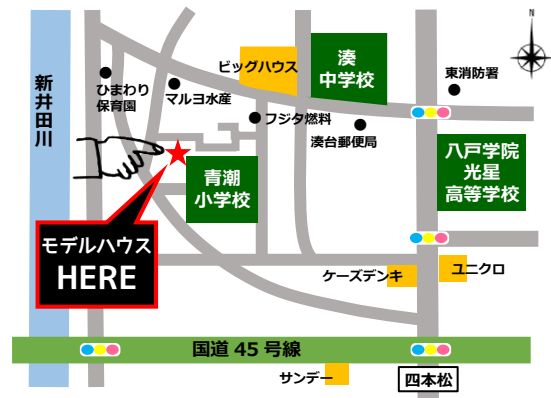 N
新井田川
ひまわり
保育園
マルヨ水産
ビッグハウス
湊
中学校
東消防署
フジタ燃料
湊台郵便局
八戸学院
光星
高等学校
青潮
小学校
モデルハウス
HERE
ケーズデンキ
ユニクロ
国道 45 号線
サンデー
四本松